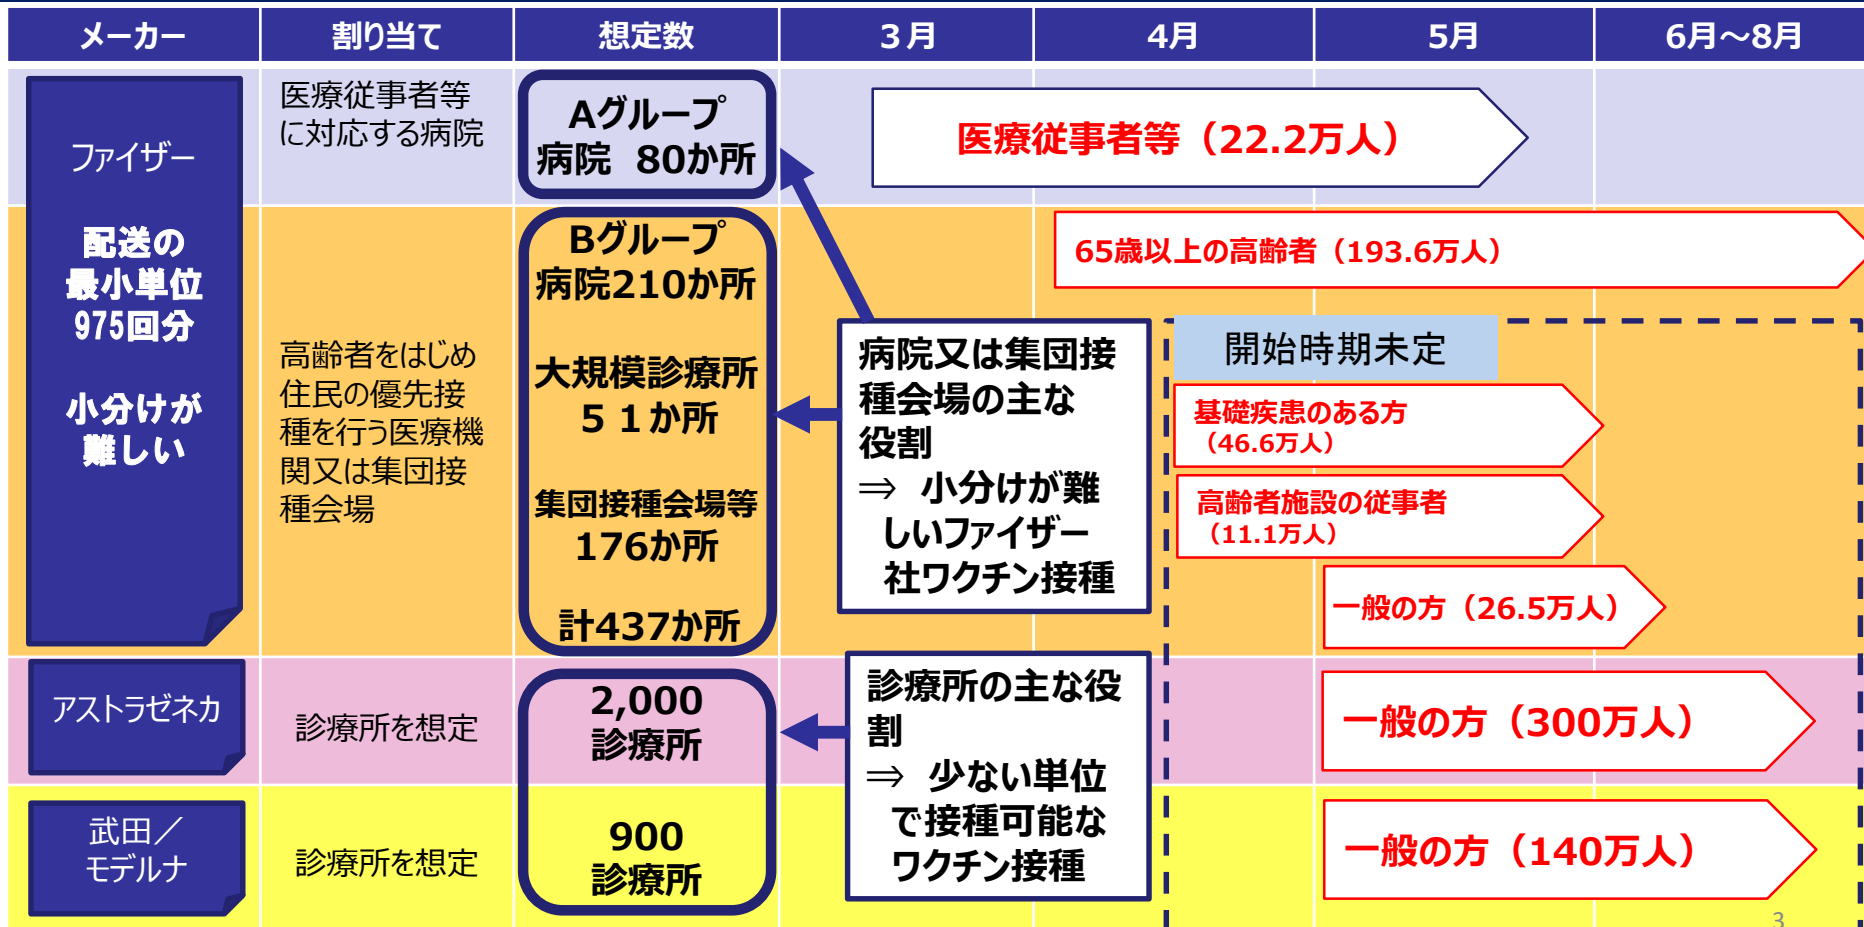 メーカー
割り当て
想定数
3月
4月
5月
6月～8月
ファイザー
配送の
最小単位
975回分
小分けが
難しい
医療従事者等
に対応する病院
Aグループ
病院 80か所
医療従事者等（22.2万人）
高齢者をはじめ
住民の優先接
種を行う医療機
関又は集団接
種会場
Bグループ
病院210か所
大規模診療所
５１か所
集団接種会場等
176か所
計437か所
病院又は集団接
種会場の主な
役割
⇒ 小分けが難
しいファイザー
社ワクチン接種
65歳以上の高齢者（193.6万人）
開始時期未定
基礎疾患のある方
（46.6万人）
高齢者施設の従事者
（11.1万人）
一般の方（26.5万人）
アストラゼネカ
診療所を想定
2,000
診療所
診療所の主な役
割
⇒ 少ない単位
で接種可能な
ワクチン接種
一般の方（300万人）
武田／
モデルナ
診療所を想定
900
診療所
一般の方（140万人）
3